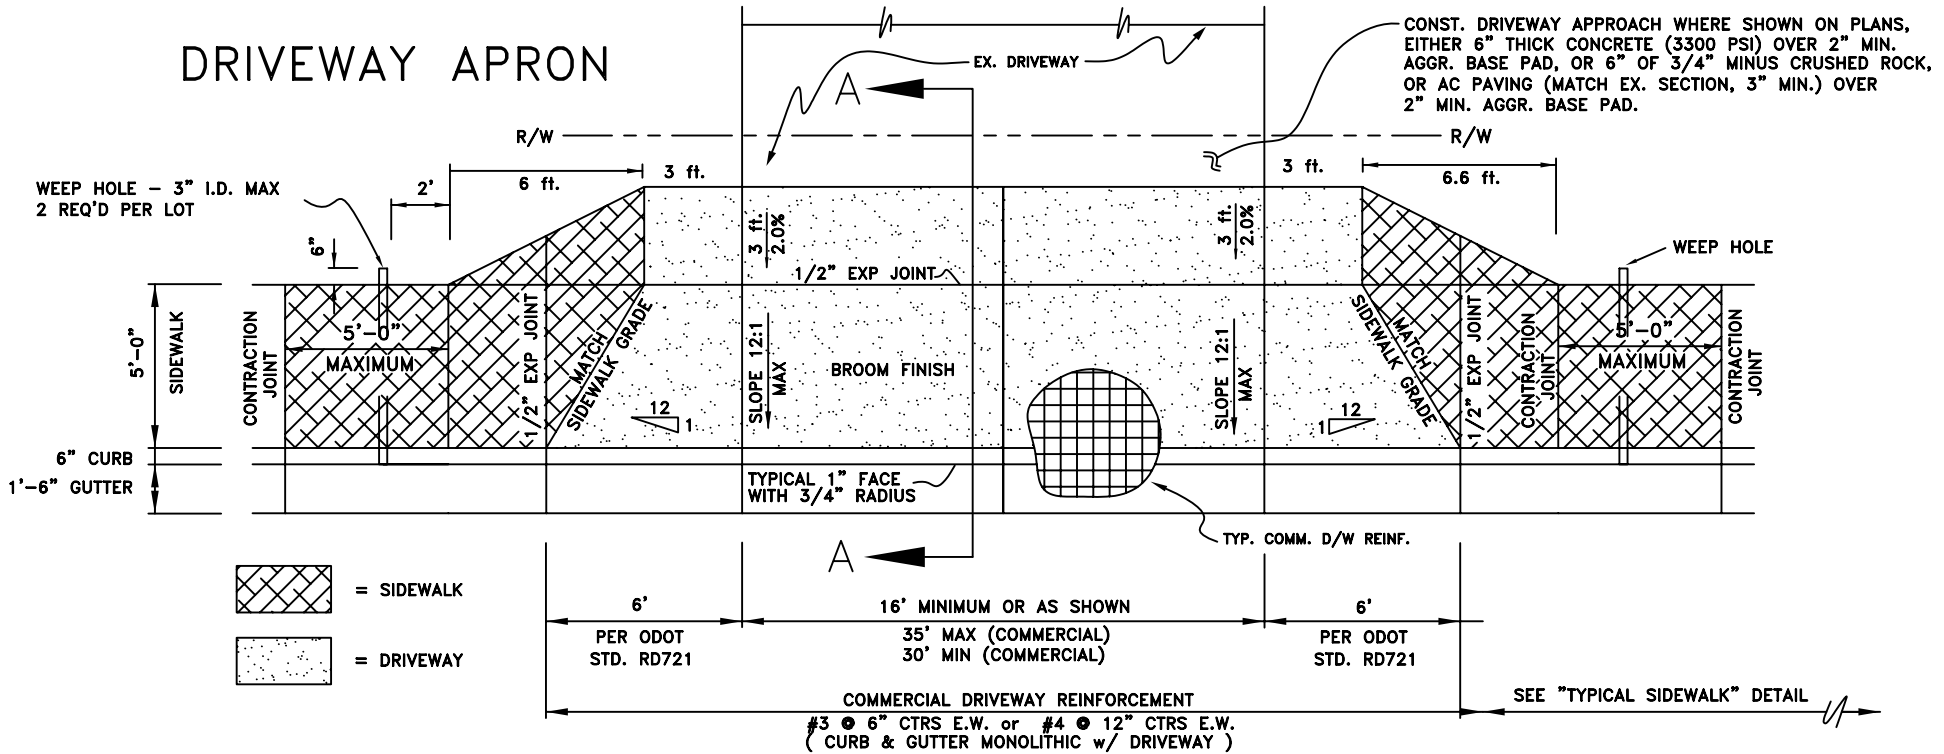 DRIVEWAY APRON
CONST. DRIVEWAY APPROACH WHERE SHOWN ON PLANS,
EITHER 6" THICK CONCRETE (3300 PSI) OVER 2" MIN.
AGGR. BASE PAD, OR 6" OF 3/4" MINUS CRUSHED ROCK,
OR AC PAVING (MATCH EX. SECTION, 3" MIN.) OVER
2" MIN. AGGR. BASE PAD.
EX. DRIVEWAY
A
R/W
R/W
WEEP HOLE – 3" I.D. MAX
2 REQ'D PER LOT
2'
6 ft.
3 ft.
3 ft.
6.6 ft.
6"
3 ft.
2.0%
3 ft.
2.0%
WEEP HOLE
1/2" EXP JOINT
5'-0"
SIDEWALK
CONTRACTION
JOINT
5'-0"
MAXIMUM
1/2" EXP JOINT
MATCH
SIDEWALK GRADE
12
1
SLOPE 12:1
MAX
BROOM FINISH
SLOPE 12:1
MAX
12
1
MATCH
SIDEWALK GRADE
1/2" EXP JOINT
CONTRACTION
JOINT
5'-0"
MAXIMUM
CONTRACTION
JOINT
6" CURB
1'-6" GUTTER
TYPICAL 1" FACE
WITH 3/4" RADIUS
TYP. COMM. D/W REINF.
A
= SIDEWALK
= DRIVEWAY
6'
PER ODOT
STD. RD721
16' MINIMUM OR AS SHOWN
35' MAX (COMMERCIAL)
30' MIN (COMMERCIAL)
6'
PER ODOT
STD. RD721
COMMERCIAL DRIVEWAY REINFORCEMENT
#3 @ 6" CTRS E.W. or #4 @ 12" CTRS E.W.
( CURB & GUTTER MONOLITHIC w/ DRIVEWAY )
SEE "TYPICAL SIDEWALK" DETAIL